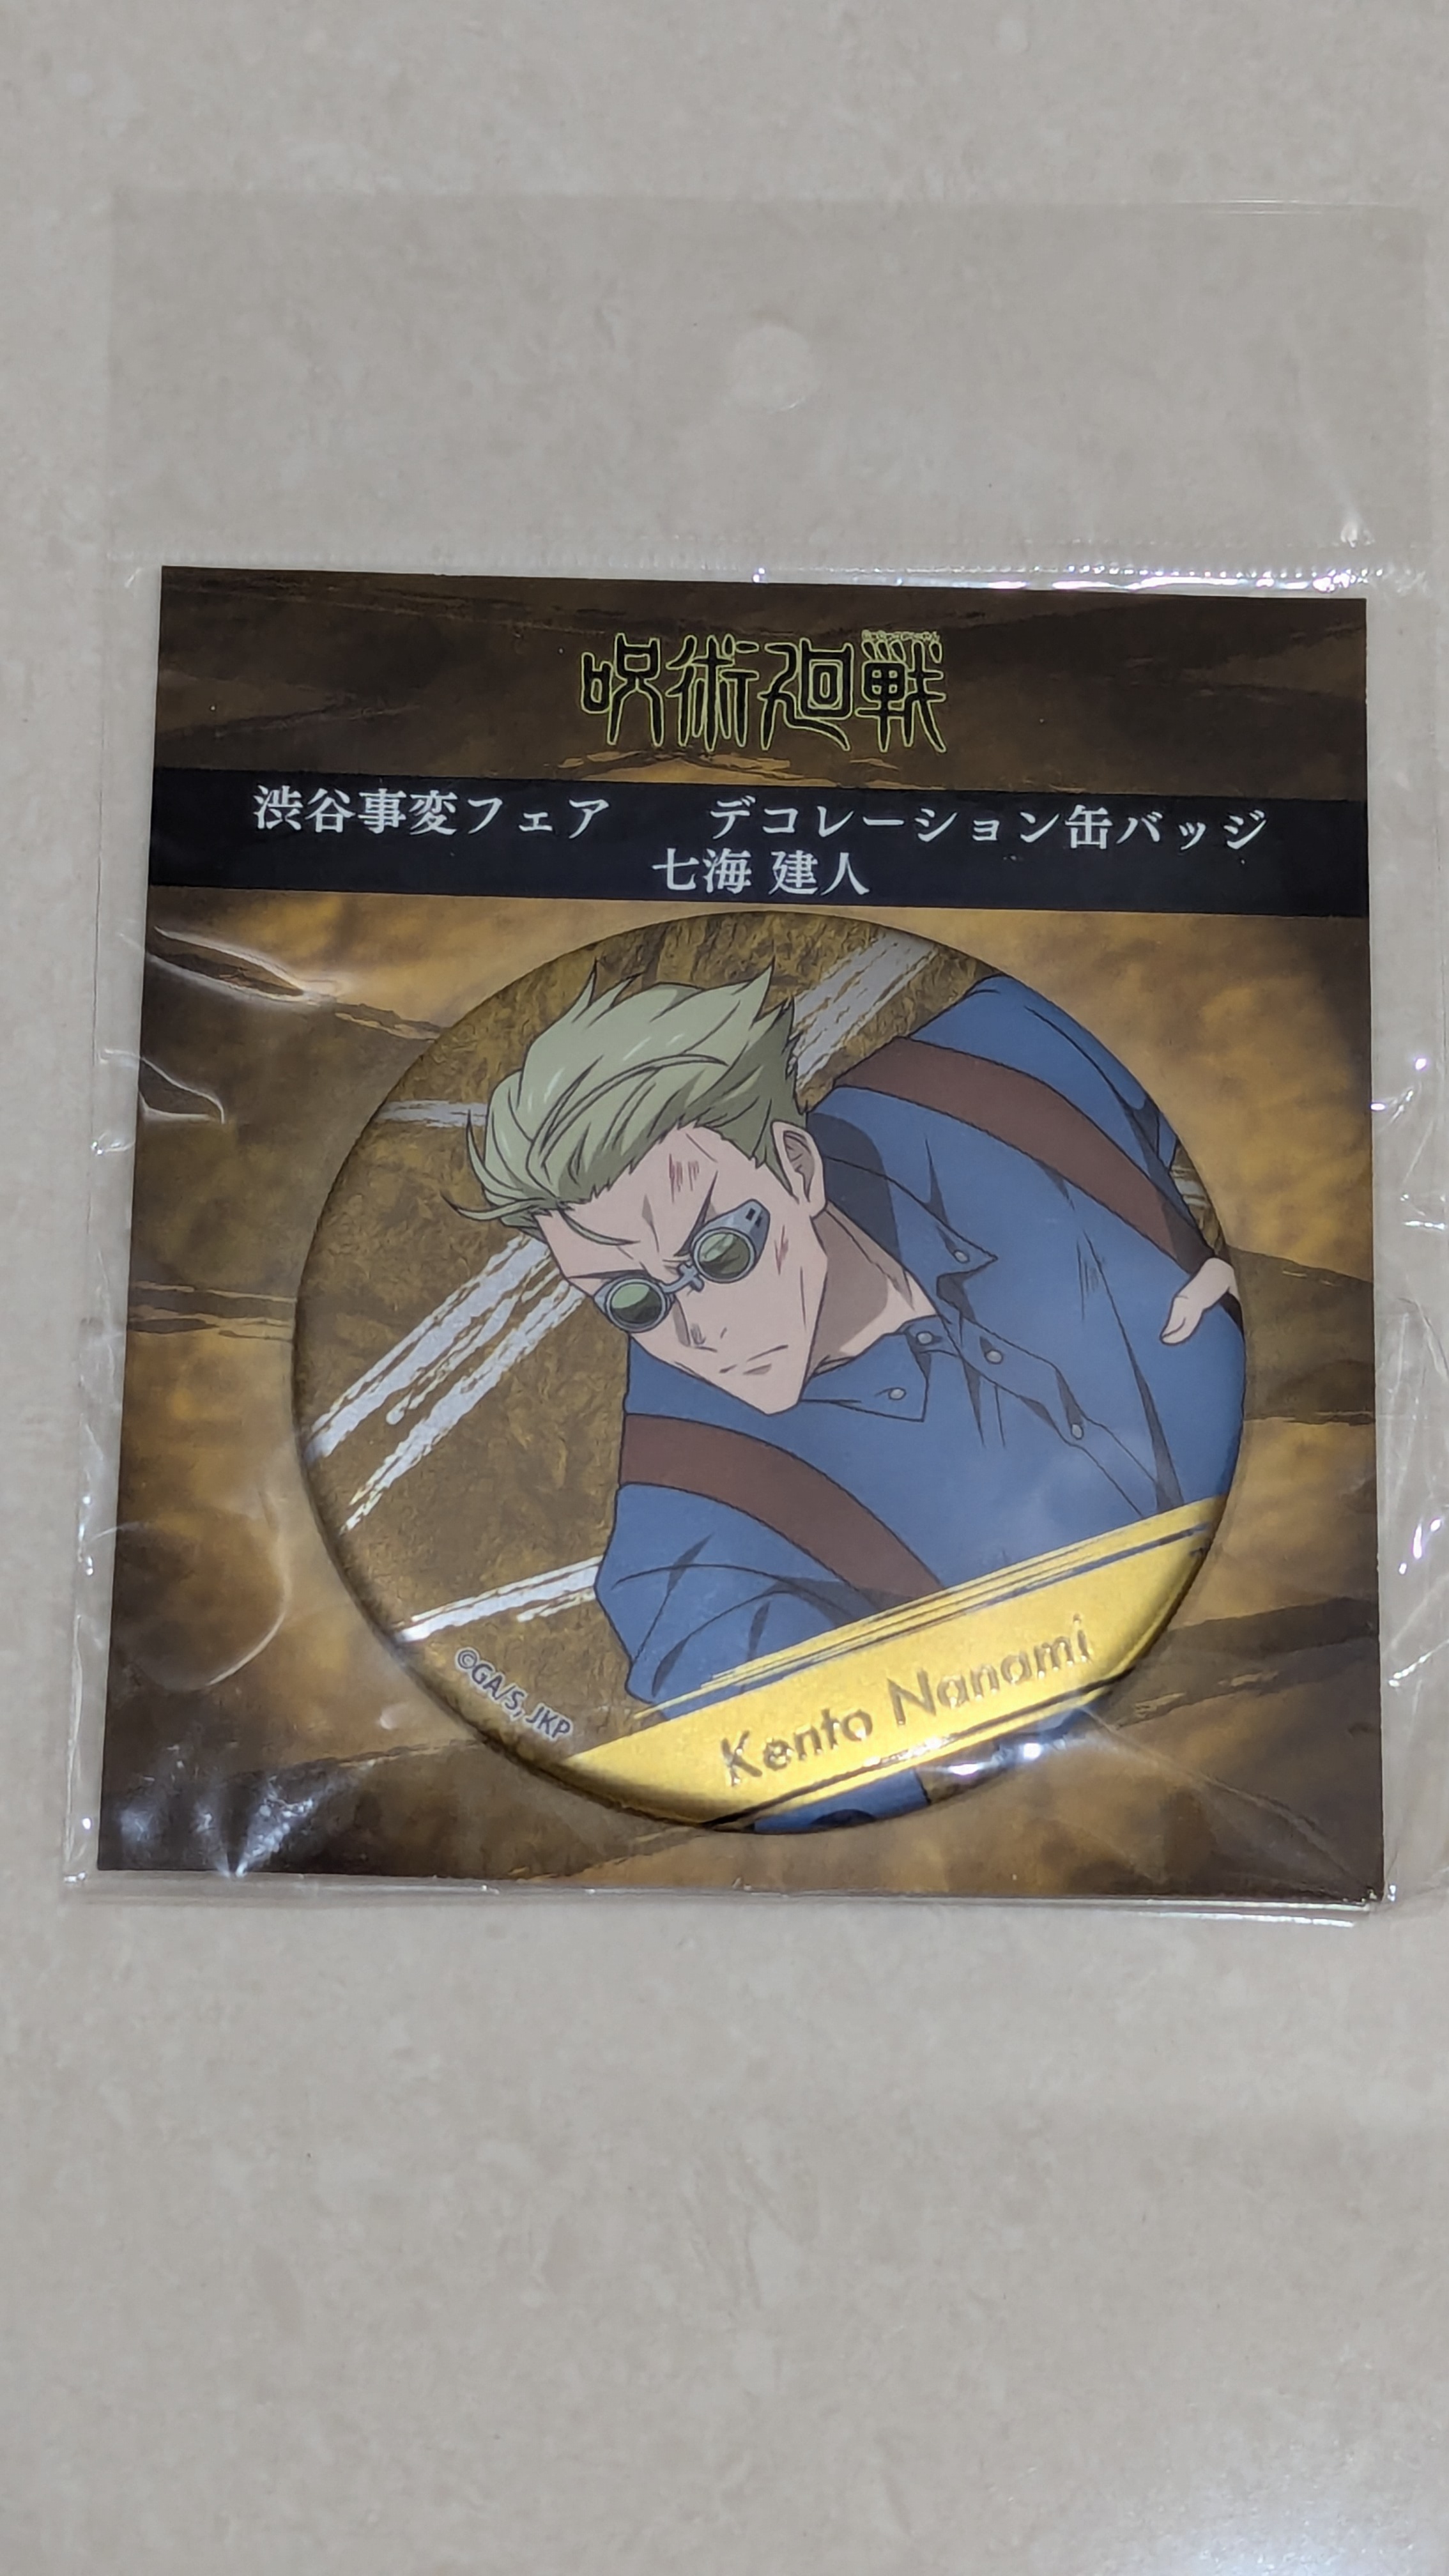 呪術廻戦
渋谷事変フェア　　デコレーション缶バッジ
七海 建人
©GA/S, JKP
Kento Nanami